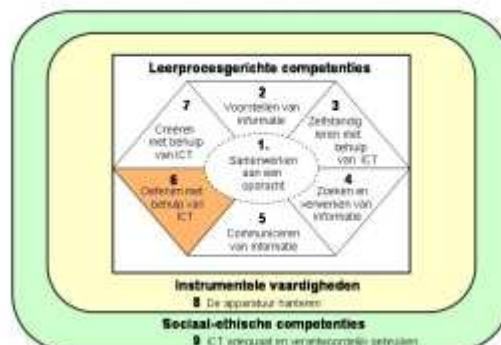 Leerprocesgerichte competenties
2
Voorstellen van
informatie
3
Zelfstandig
leren met
behulp
van ICT
4
Zoeken en
verwerken van
informatie
5
Communiceren
van informatie
6
Oefenen met
behulp van
ICT
7
Creëren
met behulp
van ICT
1.
Samenwerken
aan een
opdracht
Instrumentele vaardigheden
8 De apparatuur hanteren
Sociaal-ethische competenties
9 ICT adequaat en verantwoordelijk gebruiken